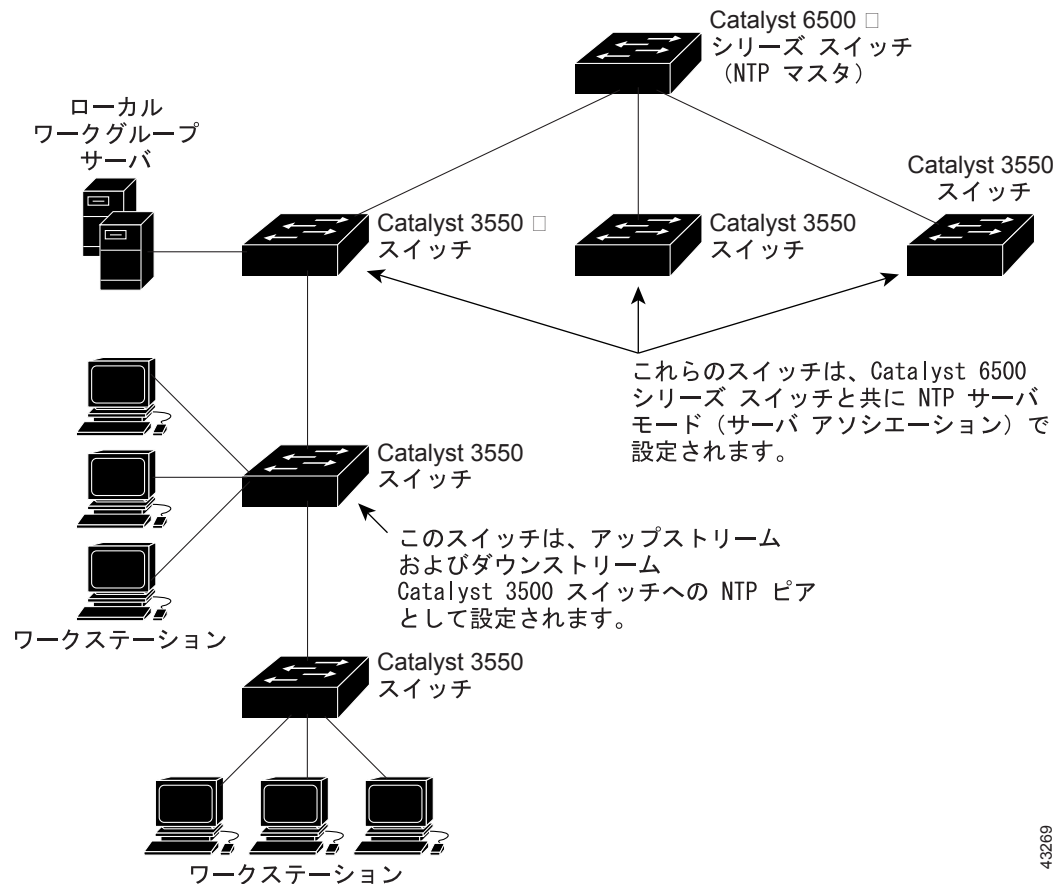 Catalyst 6500 □
シリーズ スイッチ
（NTP マスタ）
ローカル
ワークグループ
サーバ
Catalyst 3550 □
スイッチ
Catalyst 3550
スイッチ
Catalyst 3550
スイッチ
これらのスイッチは、Catalyst 6500
シリーズ スイッチと共に NTP サーバ
モード（サーバ アソシエーション）で
設定されます。
Catalyst 3550
スイッチ
このスイッチは、アップストリーム
およびダウンストリーム
Catalyst 3500 スイッチへの NTP ピア
として設定されます。
ワークステーション
Catalyst 3550
スイッチ
ワークステーション
43269